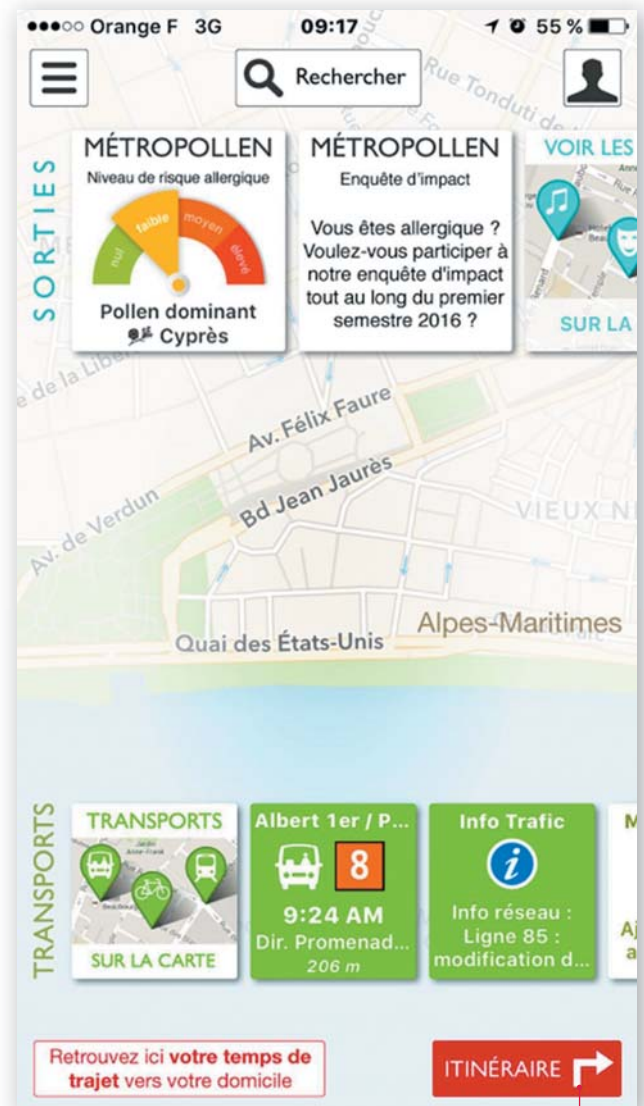 Orange F 3G 09:17 55 %
Rechercher
Rue Tonduti de
SORTIES
MÉTROPOLLEN
Niveau de risque allergique
nul
faible
moyen
élevé
Pollen dominant
Cyprès
MÉTROPOLLEN
Enquête d'impact
Vous êtes allergique ?
Voulez-vous participer à
notre enquête d'impact
tout au long du premier
semestre 2016 ?
VOIR LES
SUR LA
e de la Liber
Av. Félix Faure
Bd Jean Jaurès
Av. de Verdun
VIEUX N
Alpes-Maritimes
Quai des États-Unis
TRANSPORTS
TRANSPORTS
SUR LA CARTE
Albert 1er / P...
8
9:24 AM
Dir. Promenad...
206 m
Info Trafic
i
Info réseau :
Ligne 85 :
modification d...
M
Aj
a
Retrouvez ici votre temps de
trajet vers votre domicile
ITINÉRAIRE